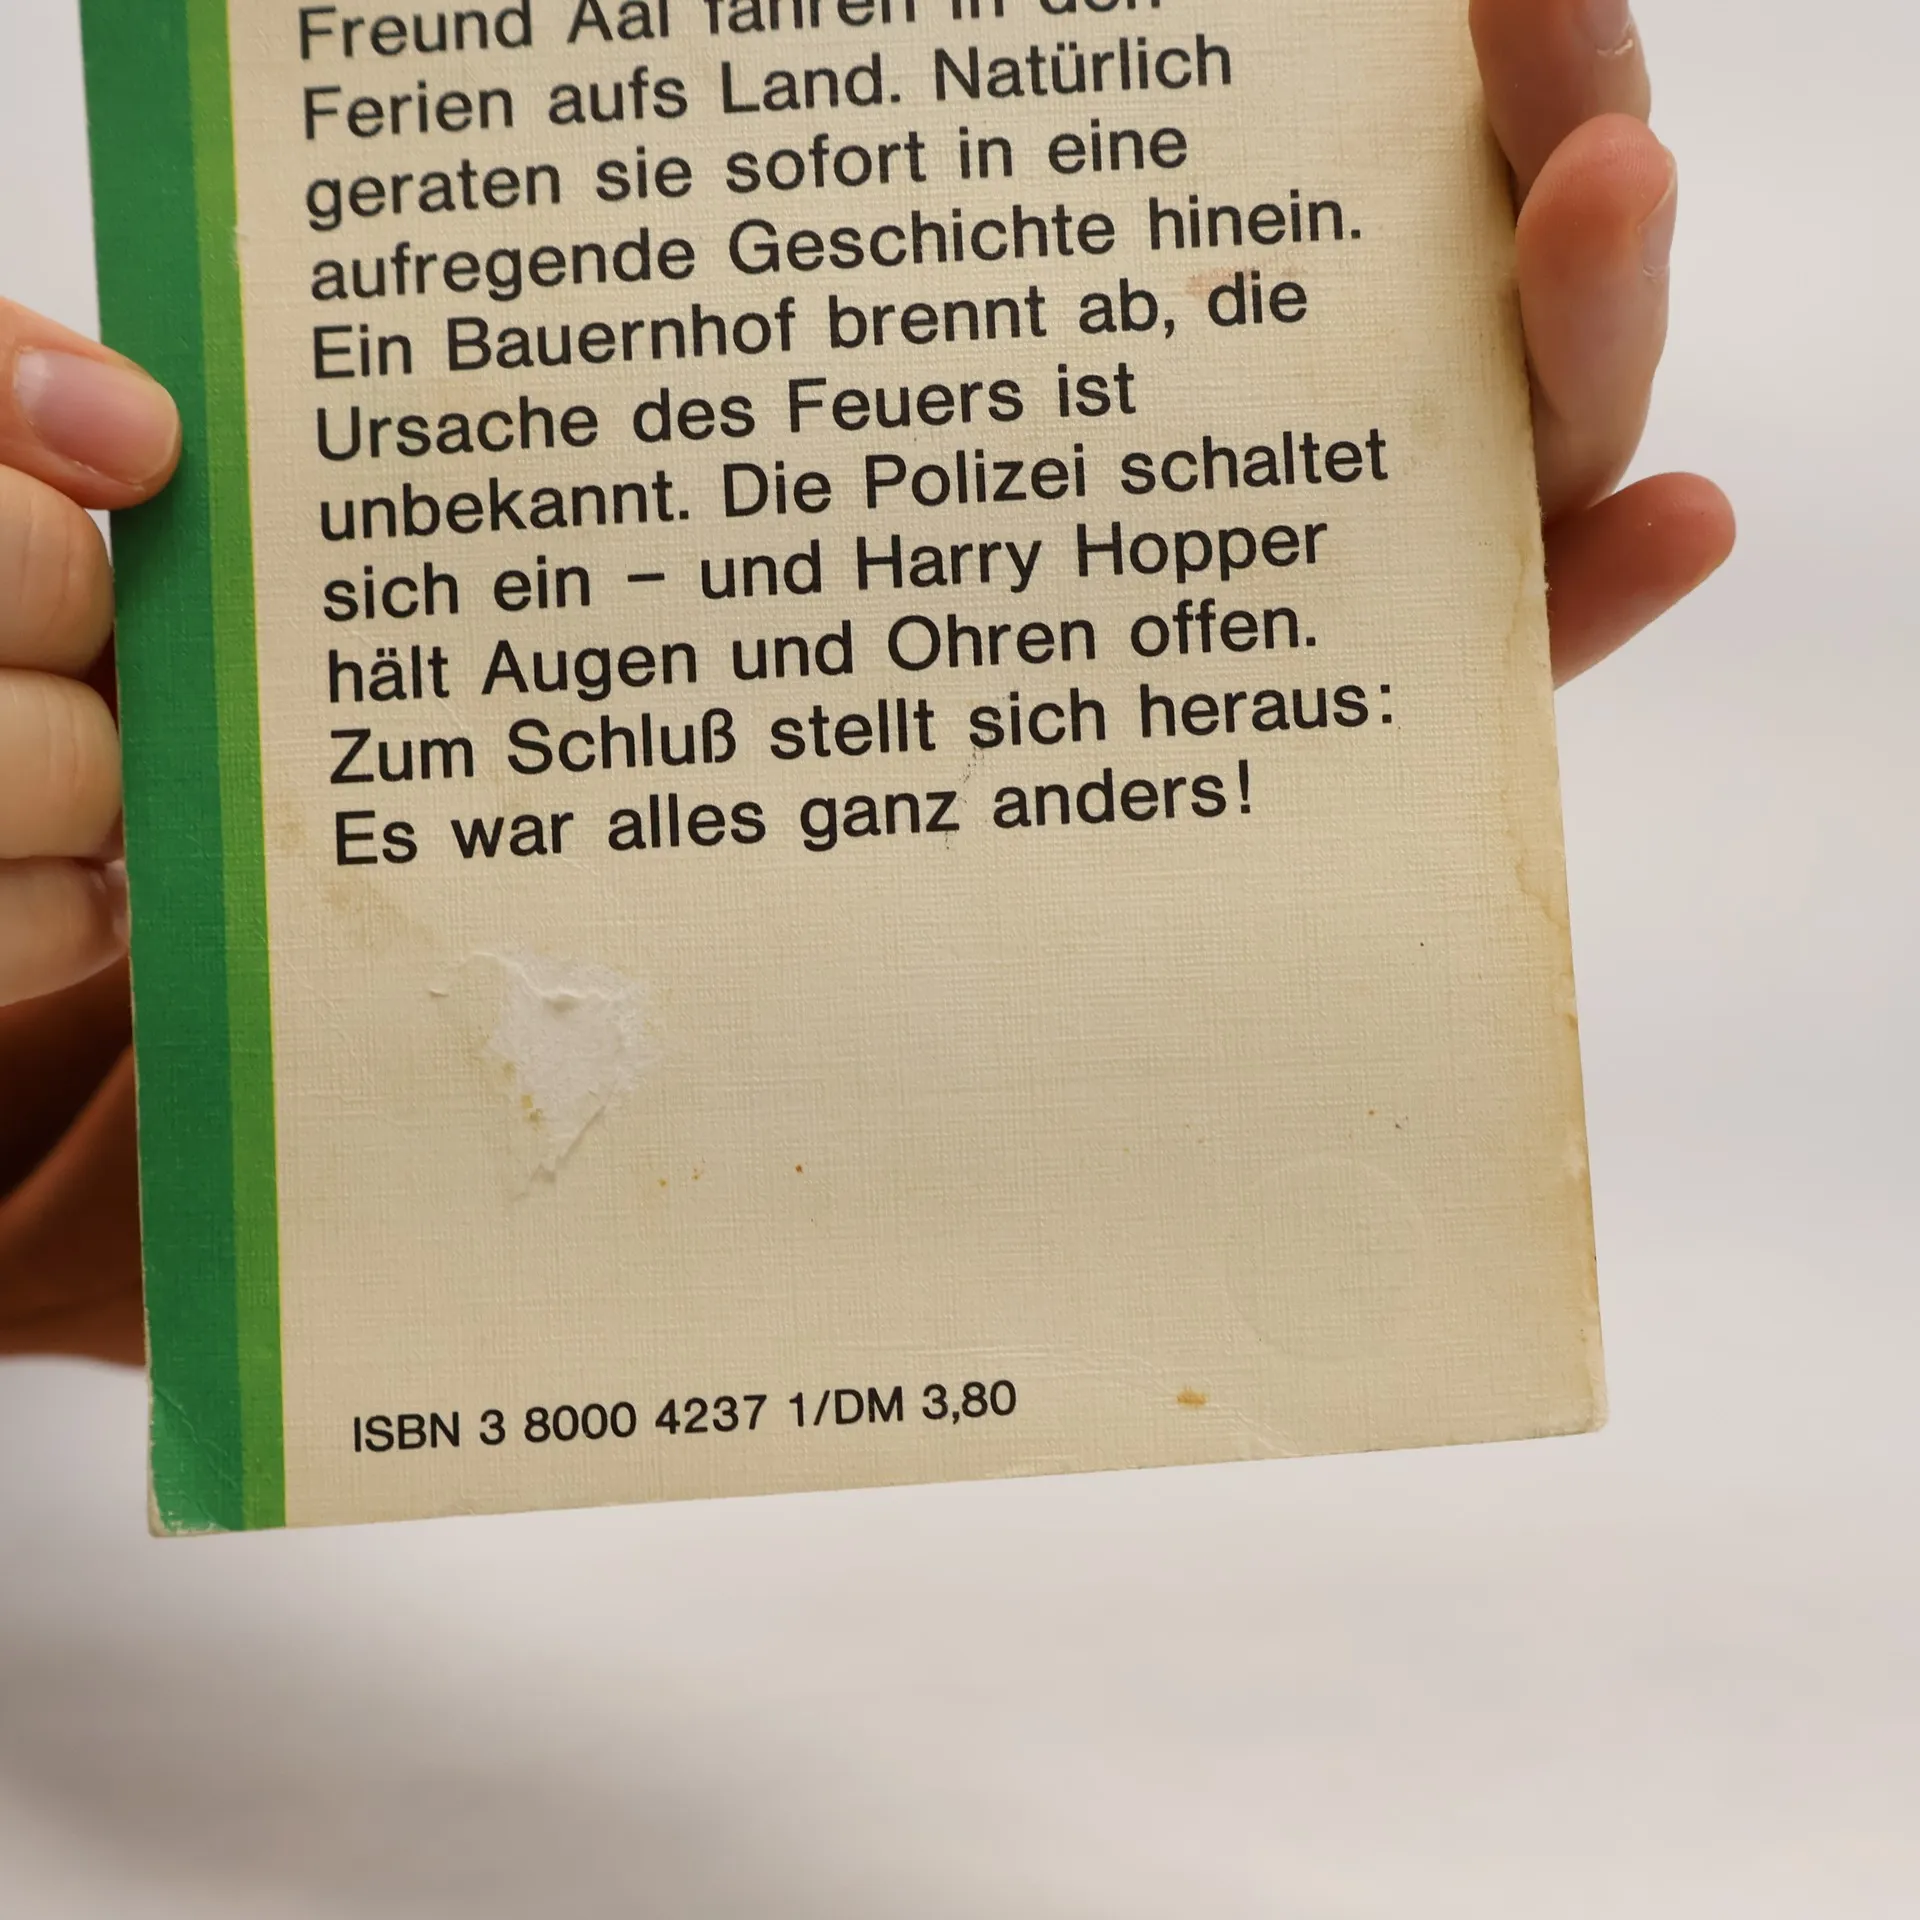 Freund Aal fahren in den
Ferien aufs Land. Natürlich
geraten sie sofort in eine
aufregende Geschichte hinein.
Ein Bauernhof brennt ab, die
Ursache des Feuers ist
unbekannt. Die Polizei schaltet
sich ein – und Harry Hopper
hält Augen und Ohren offen.
Zum Schluß stellt sich heraus:
Es war alles ganz anders!
ISBN 3 8000 4237 1/DM 3,80